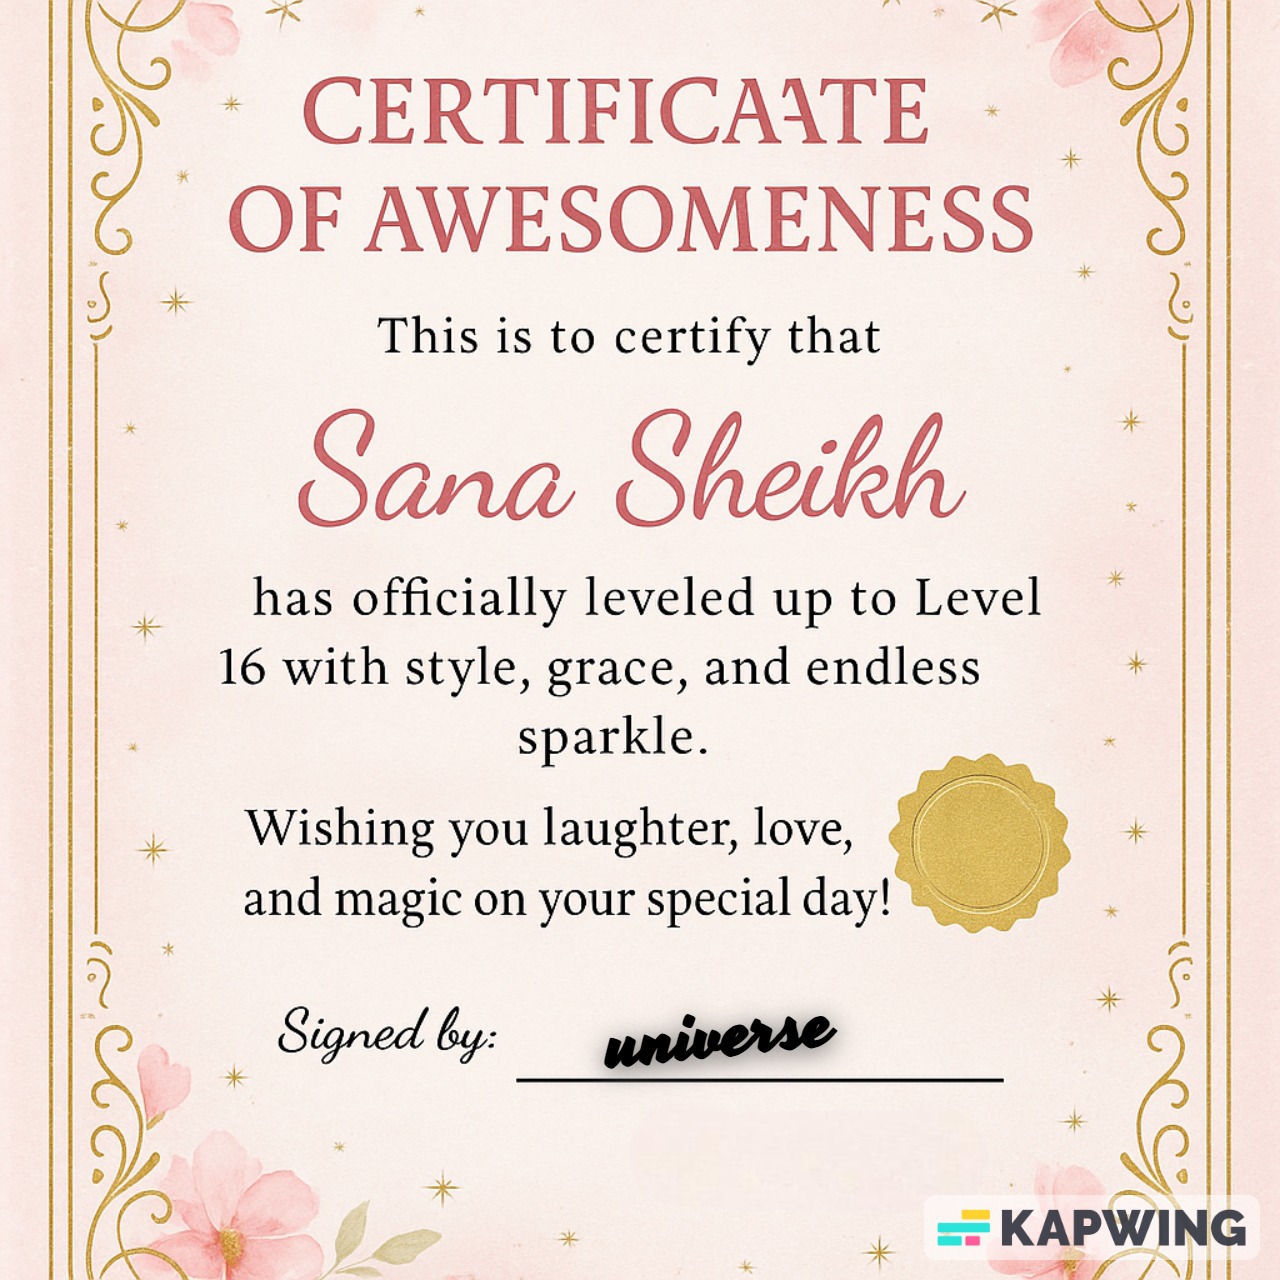 CERTIFICAATE
OF AWESOMENESS
This is to certify that
Sana Sheikh
has officially leveled up to Level
16 with style, grace, and endless
sparkle.
Wishing you laughter, love,
and magic on your special day!
Signed by: universe
KAPWING